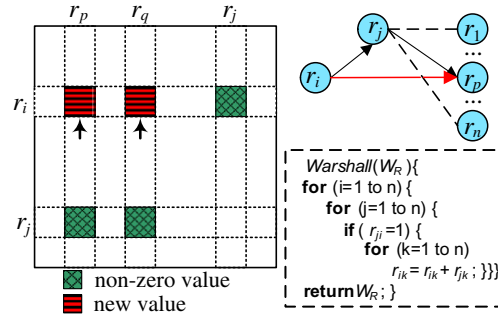 r_p r_q r_j
r_i
r_j
non-zero value
new value
r_j
r_1
...
r_i
r_p
...
r_n
Warshall(W_R){
for (i=1 to n) {
for (j=1 to n) {
if ( r_ji =1) {
for (k=1 to n)
r_ik = r_ik + r_jk ; }}}
return W_R ; }